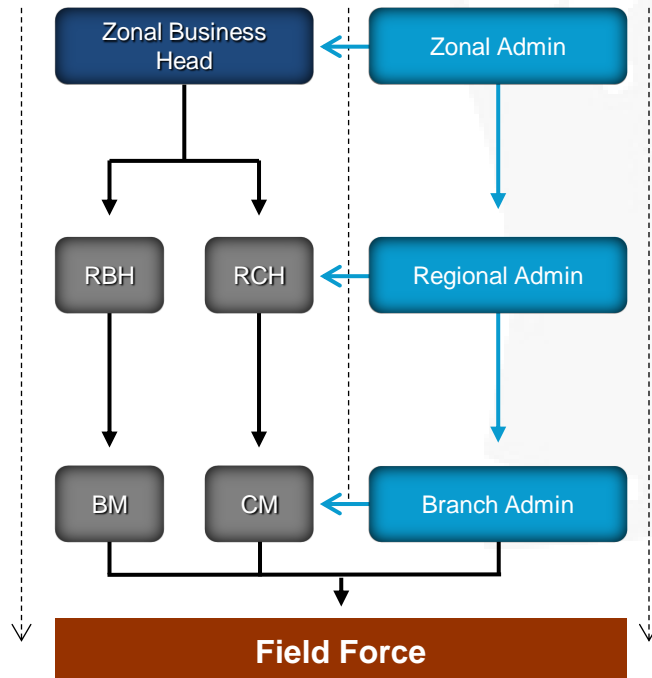 Zonal Business
Head
Zonal Admin
RBH
RCH
Regional Admin
BM
CM
Branch Admin
Field Force